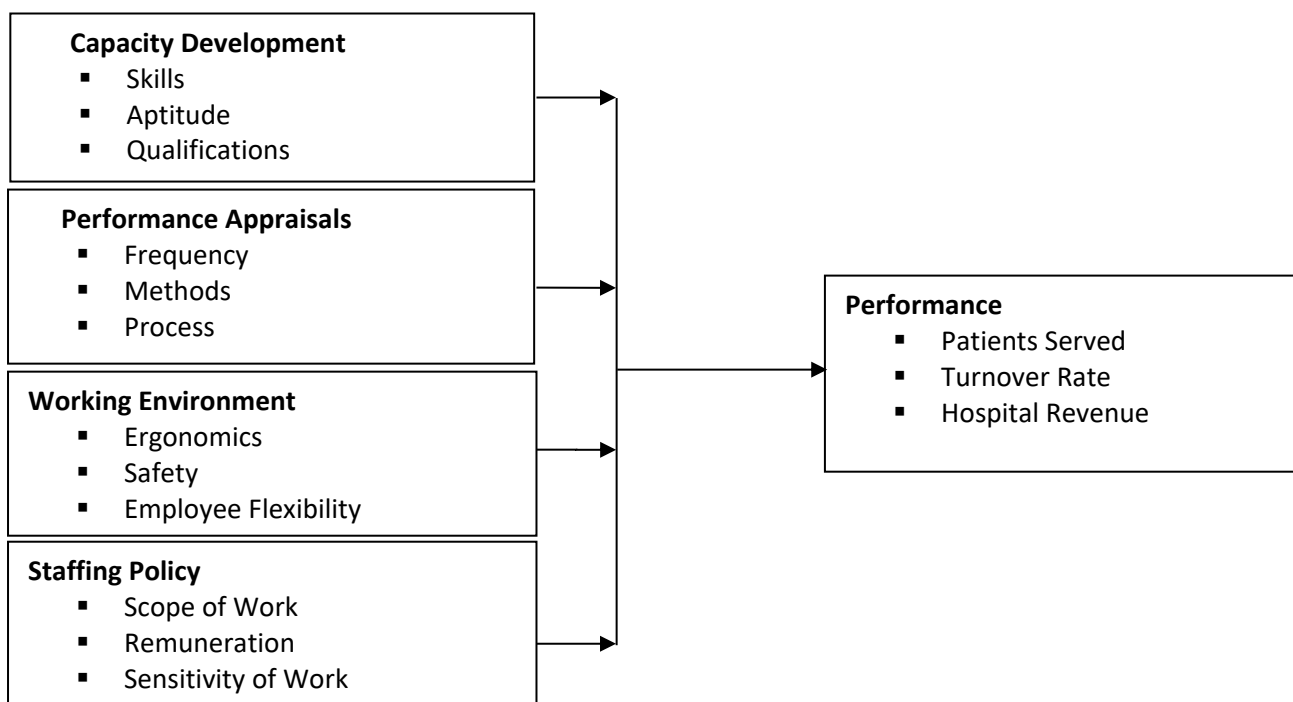 Capacity Development
▪ Skills
▪ Aptitude
▪ Qualifications
Performance Appraisals
▪ Frequency
▪ Methods
▪ Process
Working Environment
▪ Ergonomics
▪ Safety
▪ Employee Flexibility
Staffing Policy
▪ Scope of Work
▪ Remuneration
▪ Sensitivity of Work
Performance
▪ Patients Served
▪ Turnover Rate
▪ Hospital Revenue